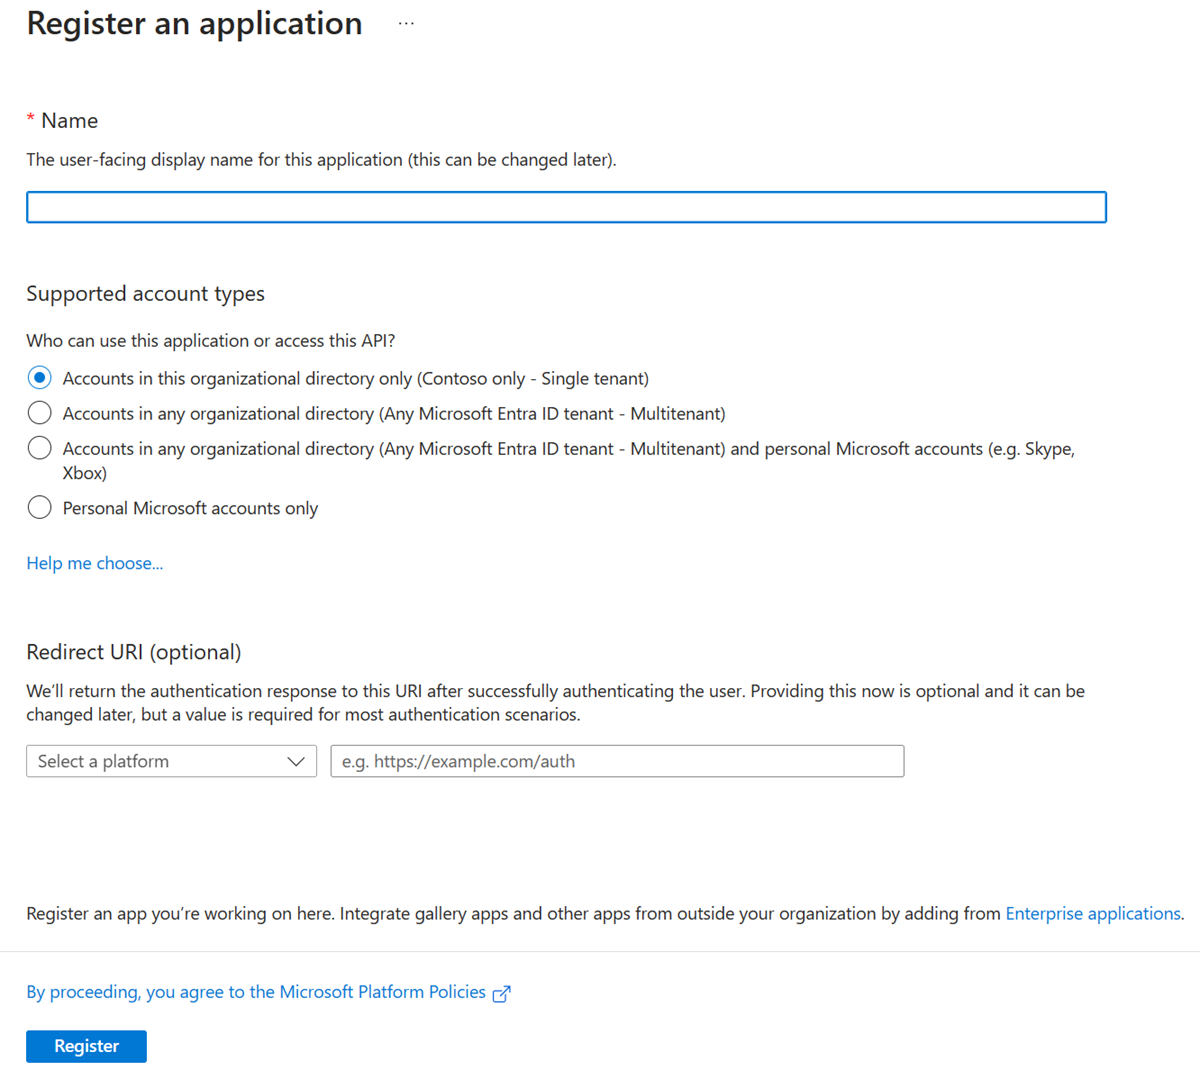 Register an application ...
* Name
The user-facing display name for this application (this can be changed later).
Supported account types
Who can use this application or access this API?
Accounts in this organizational directory only (Contoso only - Single tenant)
Accounts in any organizational directory (Any Microsoft Entra ID tenant - Multitenant)
Accounts in any organizational directory (Any Microsoft Entra ID tenant - Multitenant) and personal Microsoft accounts (e.g. Skype,
Xbox)
Personal Microsoft accounts only
Help me choose...
Redirect URI (optional)
We’ll return the authentication response to this URI after successfully authenticating the user. Providing this now is optional and it can be
changed later, but a value is required for most authentication scenarios.
Select a platform e.g. https://example.com/auth
Register an app you’re working on here. Integrate gallery apps and other apps from outside your organization by adding from Enterprise applications.
By proceeding, you agree to the Microsoft Platform Policies
Register